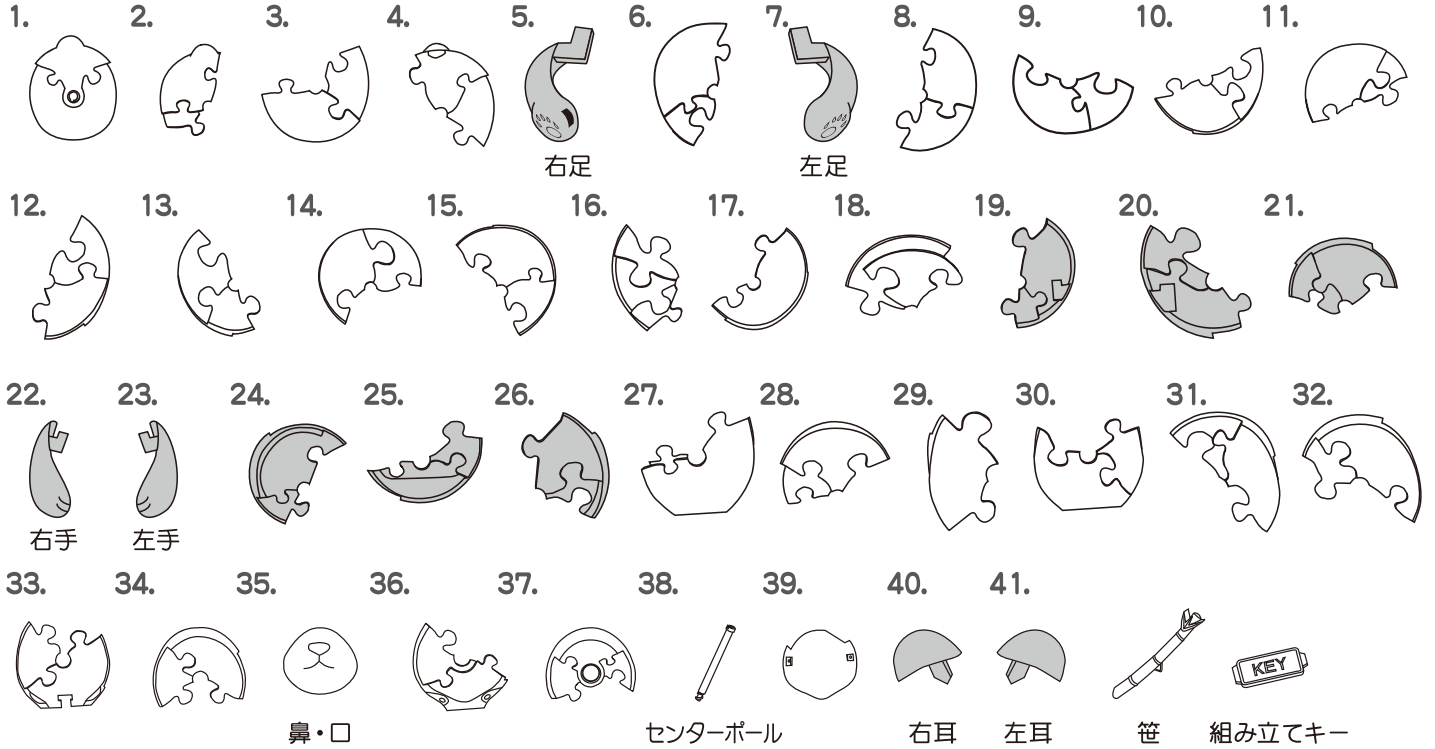 1. 2. 3. 4. 5. 6. 7. 8. 9. 10. 11.
右足 左足
12. 13. 14. 15. 16. 17. 18. 19. 20. 21.
22. 23. 24. 25. 26. 27. 28. 29. 30. 31. 32.
右手 左手
33. 34. 35. 36. 37. 38. 39. 40. 41.
KEY
鼻・口 センターポール 右耳 左耳 笹 組み立てキー